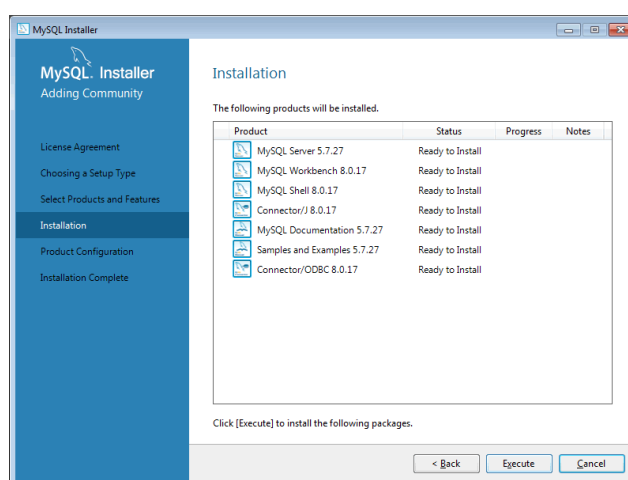 MySQL Installer
MySQL. Installer
Adding Community
License Agreement
Choosing a Setup Type
Select Products and Features
Installation
Product Configuration
Installation Complete
Installation
The following products will be installed.
Product Status Progress Notes
MySQL Server 5.7.27 Ready to Install
MySQL Workbench 8.0.17 Ready to Install
MySQL Shell 8.0.17 Ready to Install
Connector/J 8.0.17 Ready to Install
MySQL Documentation 5.7.27 Ready to Install
Samples and Examples 5.7.27 Ready to Install
Connector/ODBC 8.0.17 Ready to Install
Click [Execute] to install the following packages.
< Back Execute Cancel